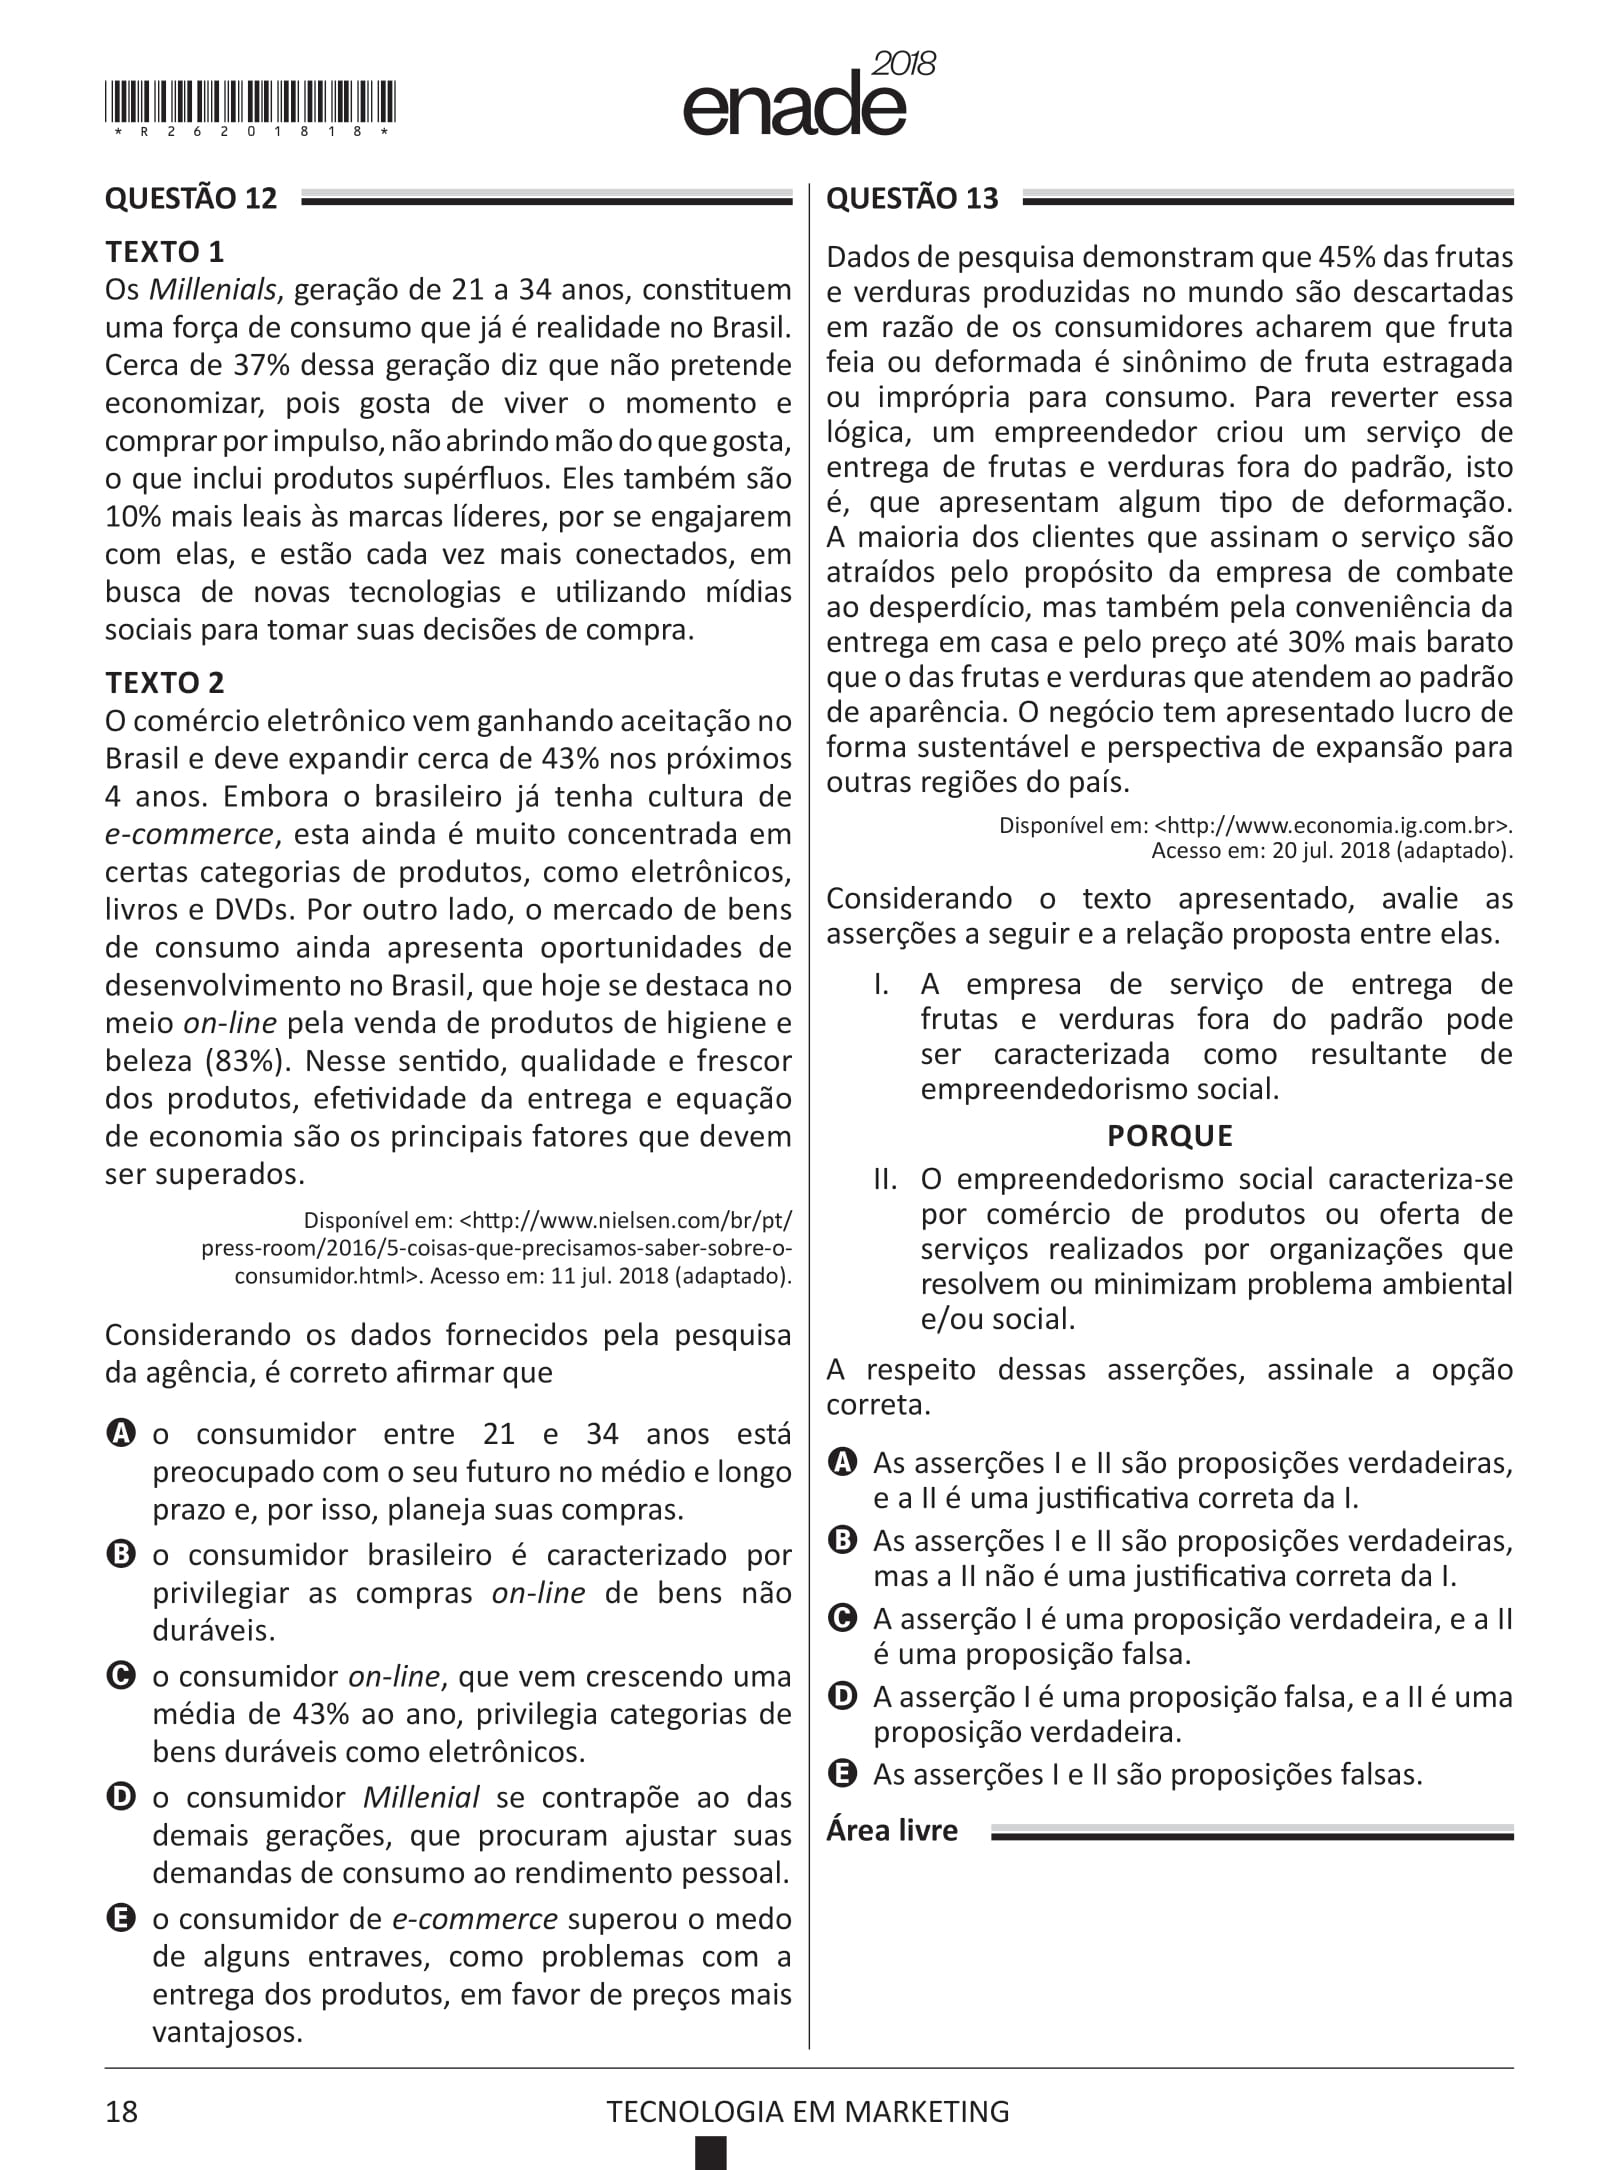 *R26201818*
enade 2018
QUESTÃO 12
TEXTO 1
Os Millenials, geração de 21 a 34 anos, constituem
uma força de consumo que já é realidade no Brasil.
Cerca de 37% dessa geração diz que não pretende
economizar, pois gosta de viver o momento e
comprar por impulso, não abrindo mão do que gosta,
o que inclui produtos supérfluos. Eles também são
10% mais leais às marcas líderes, por se engajarem
com elas, e estão cada vez mais conectados, em
busca de novas tecnologias e utilizando mídias
sociais para tomar suas decisões de compra.
TEXTO 2
O comércio eletrônico vem ganhando aceitação no
Brasil e deve expandir cerca de 43% nos próximos
4 anos. Embora o brasileiro já tenha cultura de
e-commerce, esta ainda é muito concentrada em
certas categorias de produtos, como eletrônicos,
livros e DVDs. Por outro lado, o mercado de bens
de consumo ainda apresenta oportunidades de
desenvolvimento no Brasil, que hoje se destaca no
meio on-line pela venda de produtos de higiene e
beleza (83%). Nesse sentido, qualidade e frescor
dos produtos, efetividade da entrega e equação
de economia são os principais fatores que devem
ser superados.
Disponível em: <http://www.nielsen.com/br/pt/
press-room/2016/5-coisas-que-precisamos-saber-sobre-o-
consumidor.html>. Acesso em: 11 jul. 2018 (adaptado).
Considerando os dados fornecidos pela pesquisa
da agência, é correto afirmar que
A o consumidor entre 21 e 34 anos está
preocupado com o seu futuro no médio e longo
prazo e, por isso, planeja suas compras.
B o consumidor brasileiro é caracterizado por
privilegiar as compras on-line de bens não
duráveis.
C o consumidor on-line, que vem crescendo uma
média de 43% ao ano, privilegia categorias de
bens duráveis como eletrônicos.
D o consumidor Millenial se contrapõe ao das
demais gerações, que procuram ajustar suas
demandas de consumo ao rendimento pessoal.
E o consumidor de e-commerce superou o medo
de alguns entraves, como problemas com a
entrega dos produtos, em favor de preços mais
vantajosos.
QUESTÃO 13
Dados de pesquisa demonstram que 45% das frutas
e verduras produzidas no mundo são descartadas
em razão de os consumidores acharem que fruta
feia ou deformada é sinônimo de fruta estragada
ou imprópria para consumo. Para reverter essa
lógica, um empreendedor criou um serviço de
entrega de frutas e verduras fora do padrão, isto
é, que apresentam algum tipo de deformação.
A maioria dos clientes que assinam o serviço são
atraídos pelo propósito da empresa de combate
ao desperdício, mas também pela conveniência da
entrega em casa e pelo preço até 30% mais barato
que o das frutas e verduras que atendem ao padrão
de aparência. O negócio tem apresentado lucro de
forma sustentável e perspectiva de expansão para
outras regiões do país.
Disponível em: <http://www.economia.ig.com.br>.
Acesso em: 20 jul. 2018 (adaptado).
Considerando o texto apresentado, avalie as
asserções a seguir e a relação proposta entre elas.
I. A empresa de serviço de entrega de
frutas e verduras fora do padrão pode
ser caracterizada como resultante de
empreendedorismo social.
PORQUE
II. O empreendedorismo social caracteriza-se
por comércio de produtos ou oferta de
serviços realizados por organizações que
resolvem ou minimizam problema ambiental
e/ou social.
A respeito dessas asserções, assinale a opção
correta.
A As asserções I e II são proposições verdadeiras,
e a II é uma justificativa correta da I.
B As asserções I e II são proposições verdadeiras,
mas a II não é uma justificativa correta da I.
C A asserção I é uma proposição verdadeira, e a II
é uma proposição falsa.
D A asserção I é uma proposição falsa, e a II é uma
proposição verdadeira.
E As asserções I e II são proposições falsas.
Área livre
18
TECNOLOGIA EM MARKETING